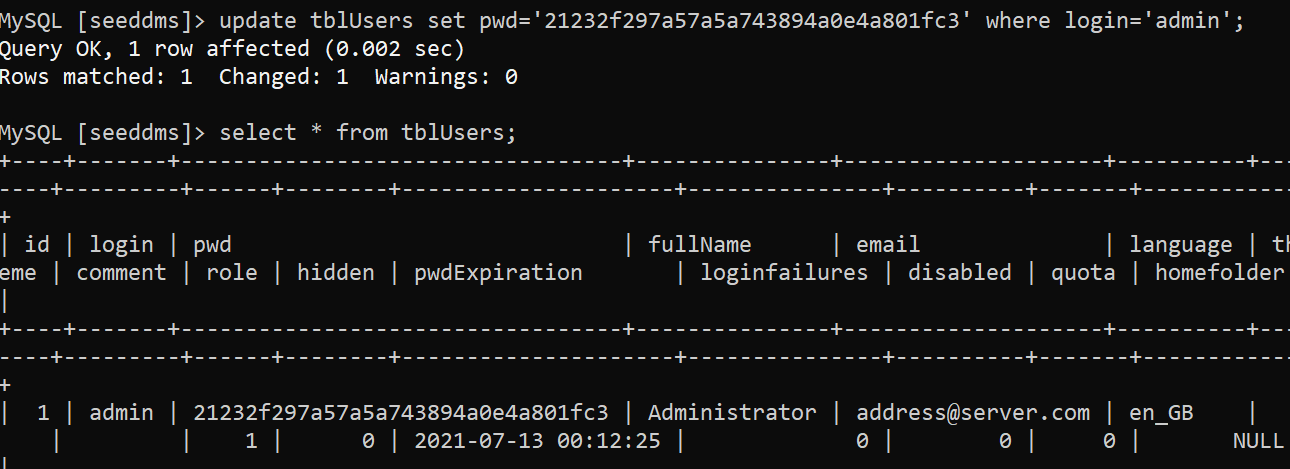 MySQL [seeddms]> update tblUsers set pwd='21232f297a57a5a743894a0e4a801fc3' where login='admin';
Query OK, 1 row affected (0.002 sec)
Rows matched: 1  Changed: 1  Warnings: 0
MySQL [seeddms]> select * from tblUsers;
+----+-------+----------------------------------+---------------+--------------------+----------+---
----+---------+------+--------+---------------------+---------------+----------+-------+------------
+
| id | login | pwd                              | fullName      | email              | language | th
eme | comment | role | hidden | pwdExpiration       | loginfailures | disabled | quota | homefolder
|
+----+-------+----------------------------------+---------------+--------------------+----------+---
----+---------+------+--------+---------------------+---------------+----------+-------+------------
+
|  1 | admin | 21232f297a57a5a743894a0e4a801fc3 | Administrator | address@server.com | en_GB    |
    |         |    1 |      0 | 2021-07-13 00:12:25 |             0 |        0 |     0 |       NULL
|